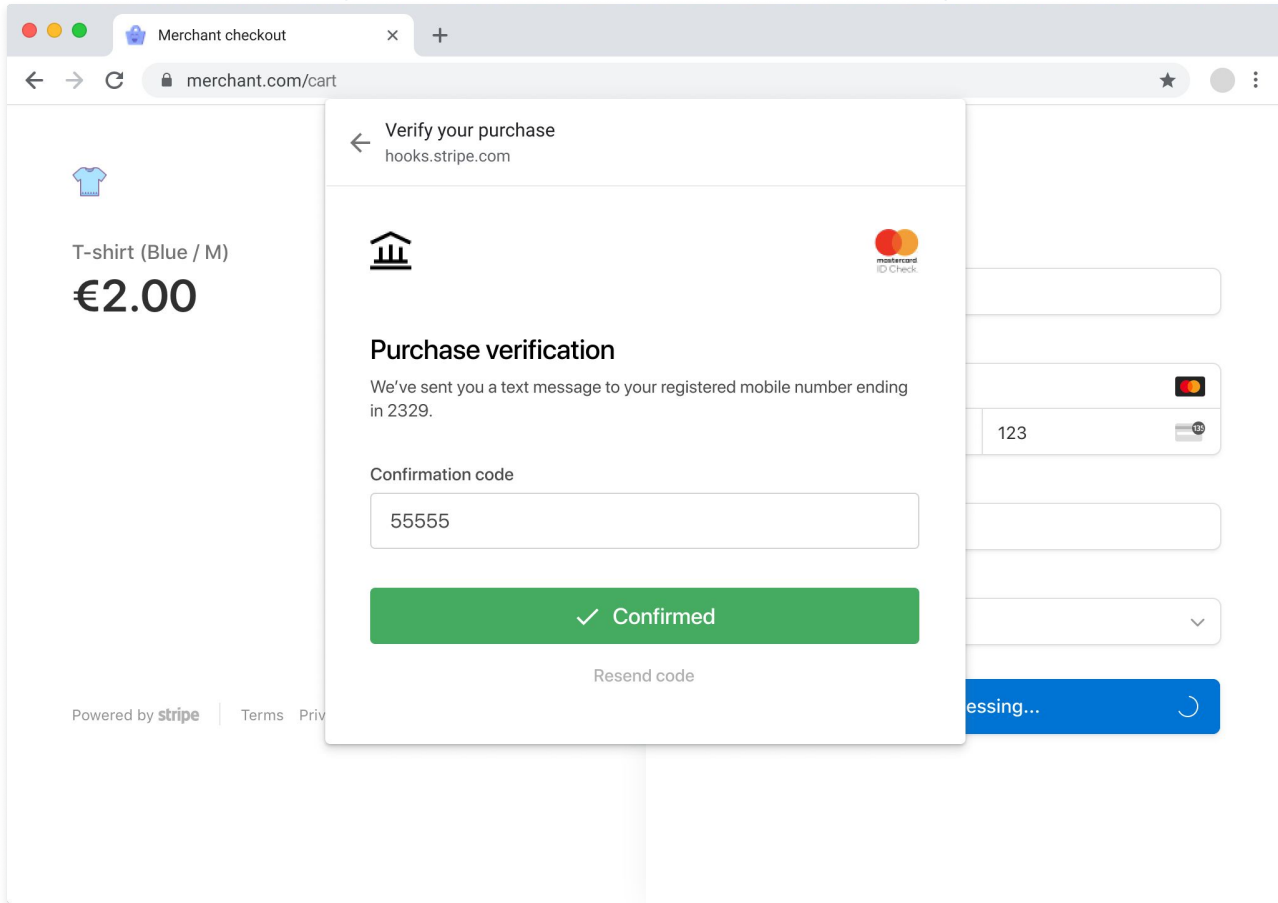 Merchant checkout
merchant.com/cart
Verify your purchase
hooks.stripe.com
T-shirt (Blue / M)
€2.00
mastercard.
ID Check.
Purchase verification
We've sent you a text message to your registered mobile number ending
in 2329.
Confirmation code
55555
Confirmed
Resend code
123
135
essing...
Powered by stripe
Terms Priv